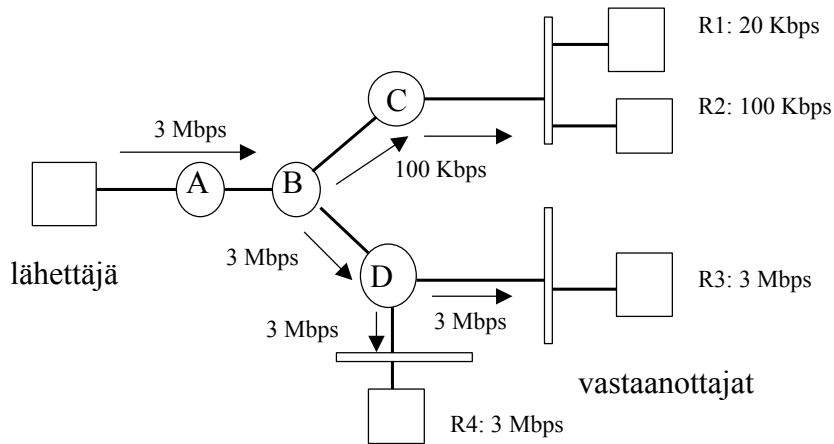 R1: 20 Kbps
C
R2: 100 Kbps
3 Mbps
100 Kbps
A
B
lähettäjä
3 Mbps
D
R3: 3 Mbps
3 Mbps
3 Mbps
vastaanottajat
R4: 3 Mbps